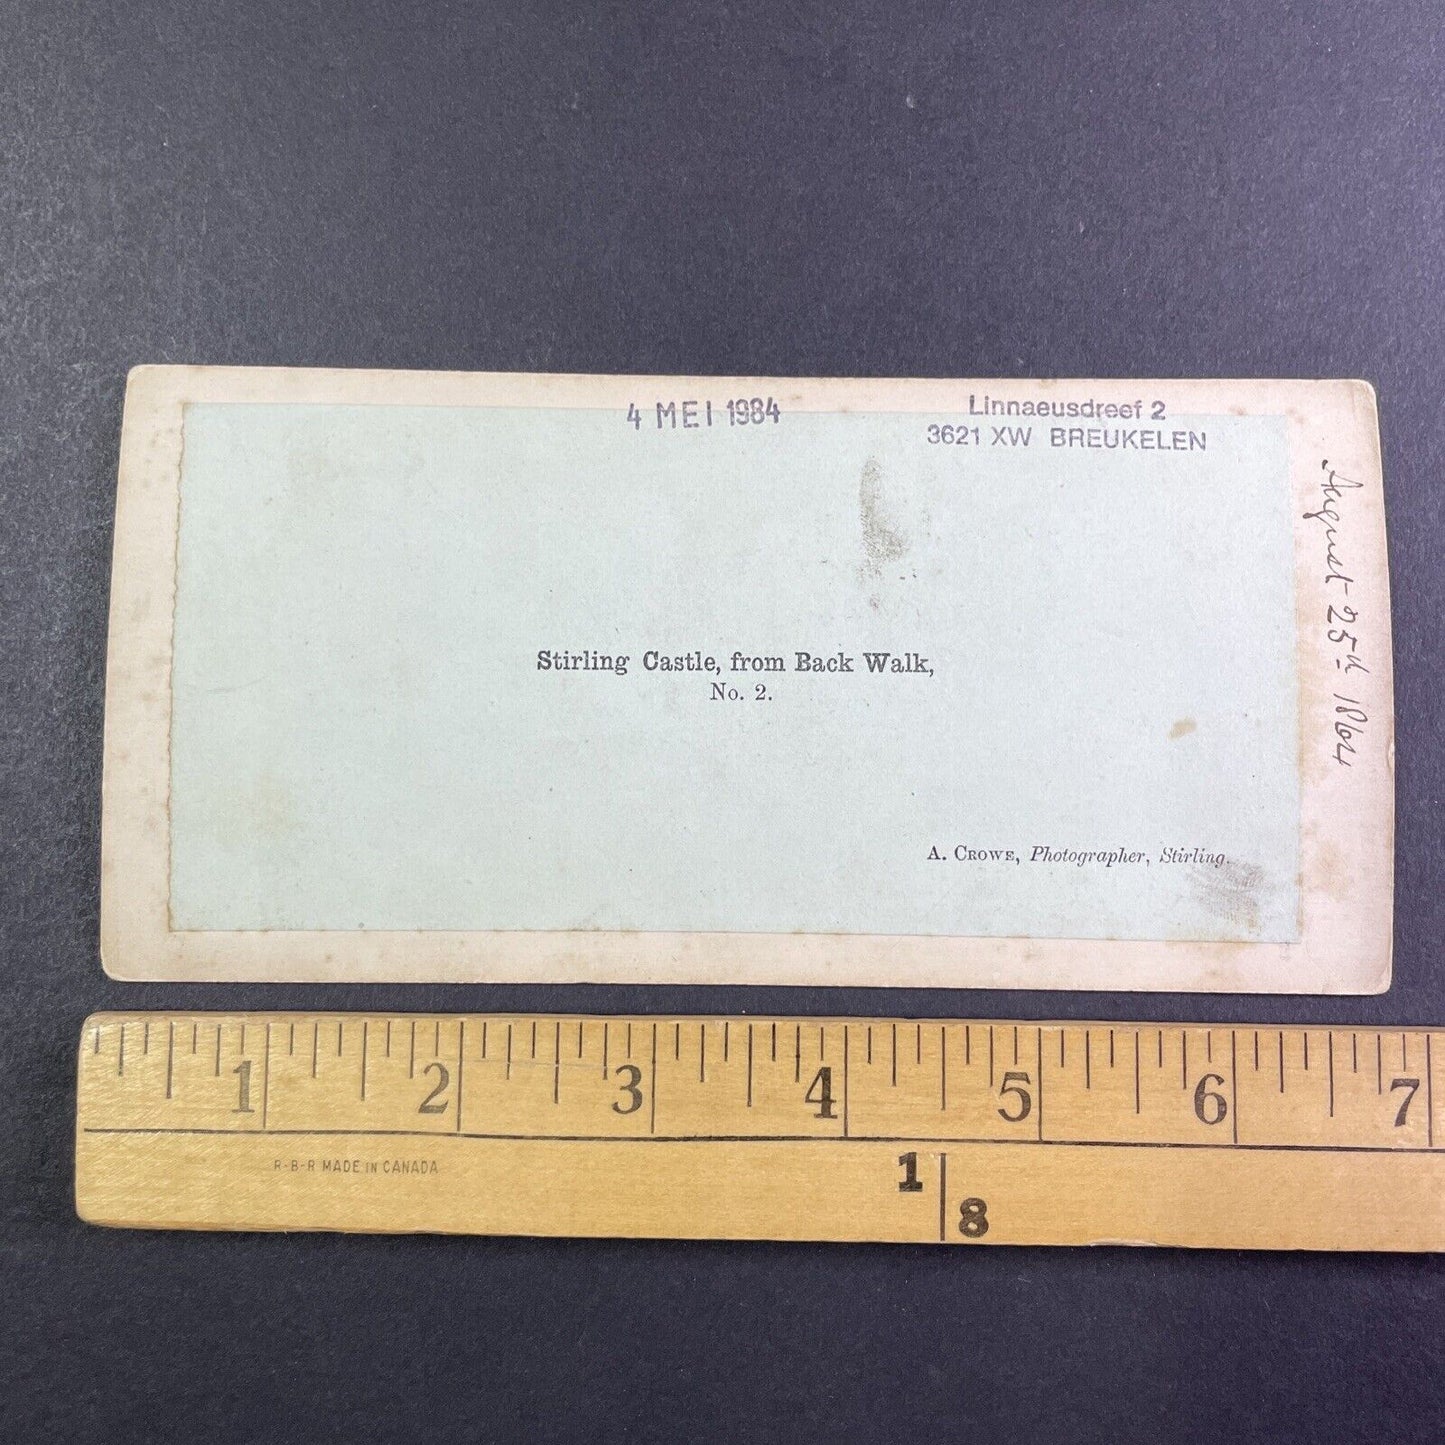 4 MEI 1984
Linnaeusdreef 2
3621 XW BREUKELEN
August 25th 1864
Stirling Castle, from Back Walk,
No. 2.
A. CROWE, Photographer, Stirling.
1 2 3 4 5 6 7
R-B-R MADE IN CANADA
1 8